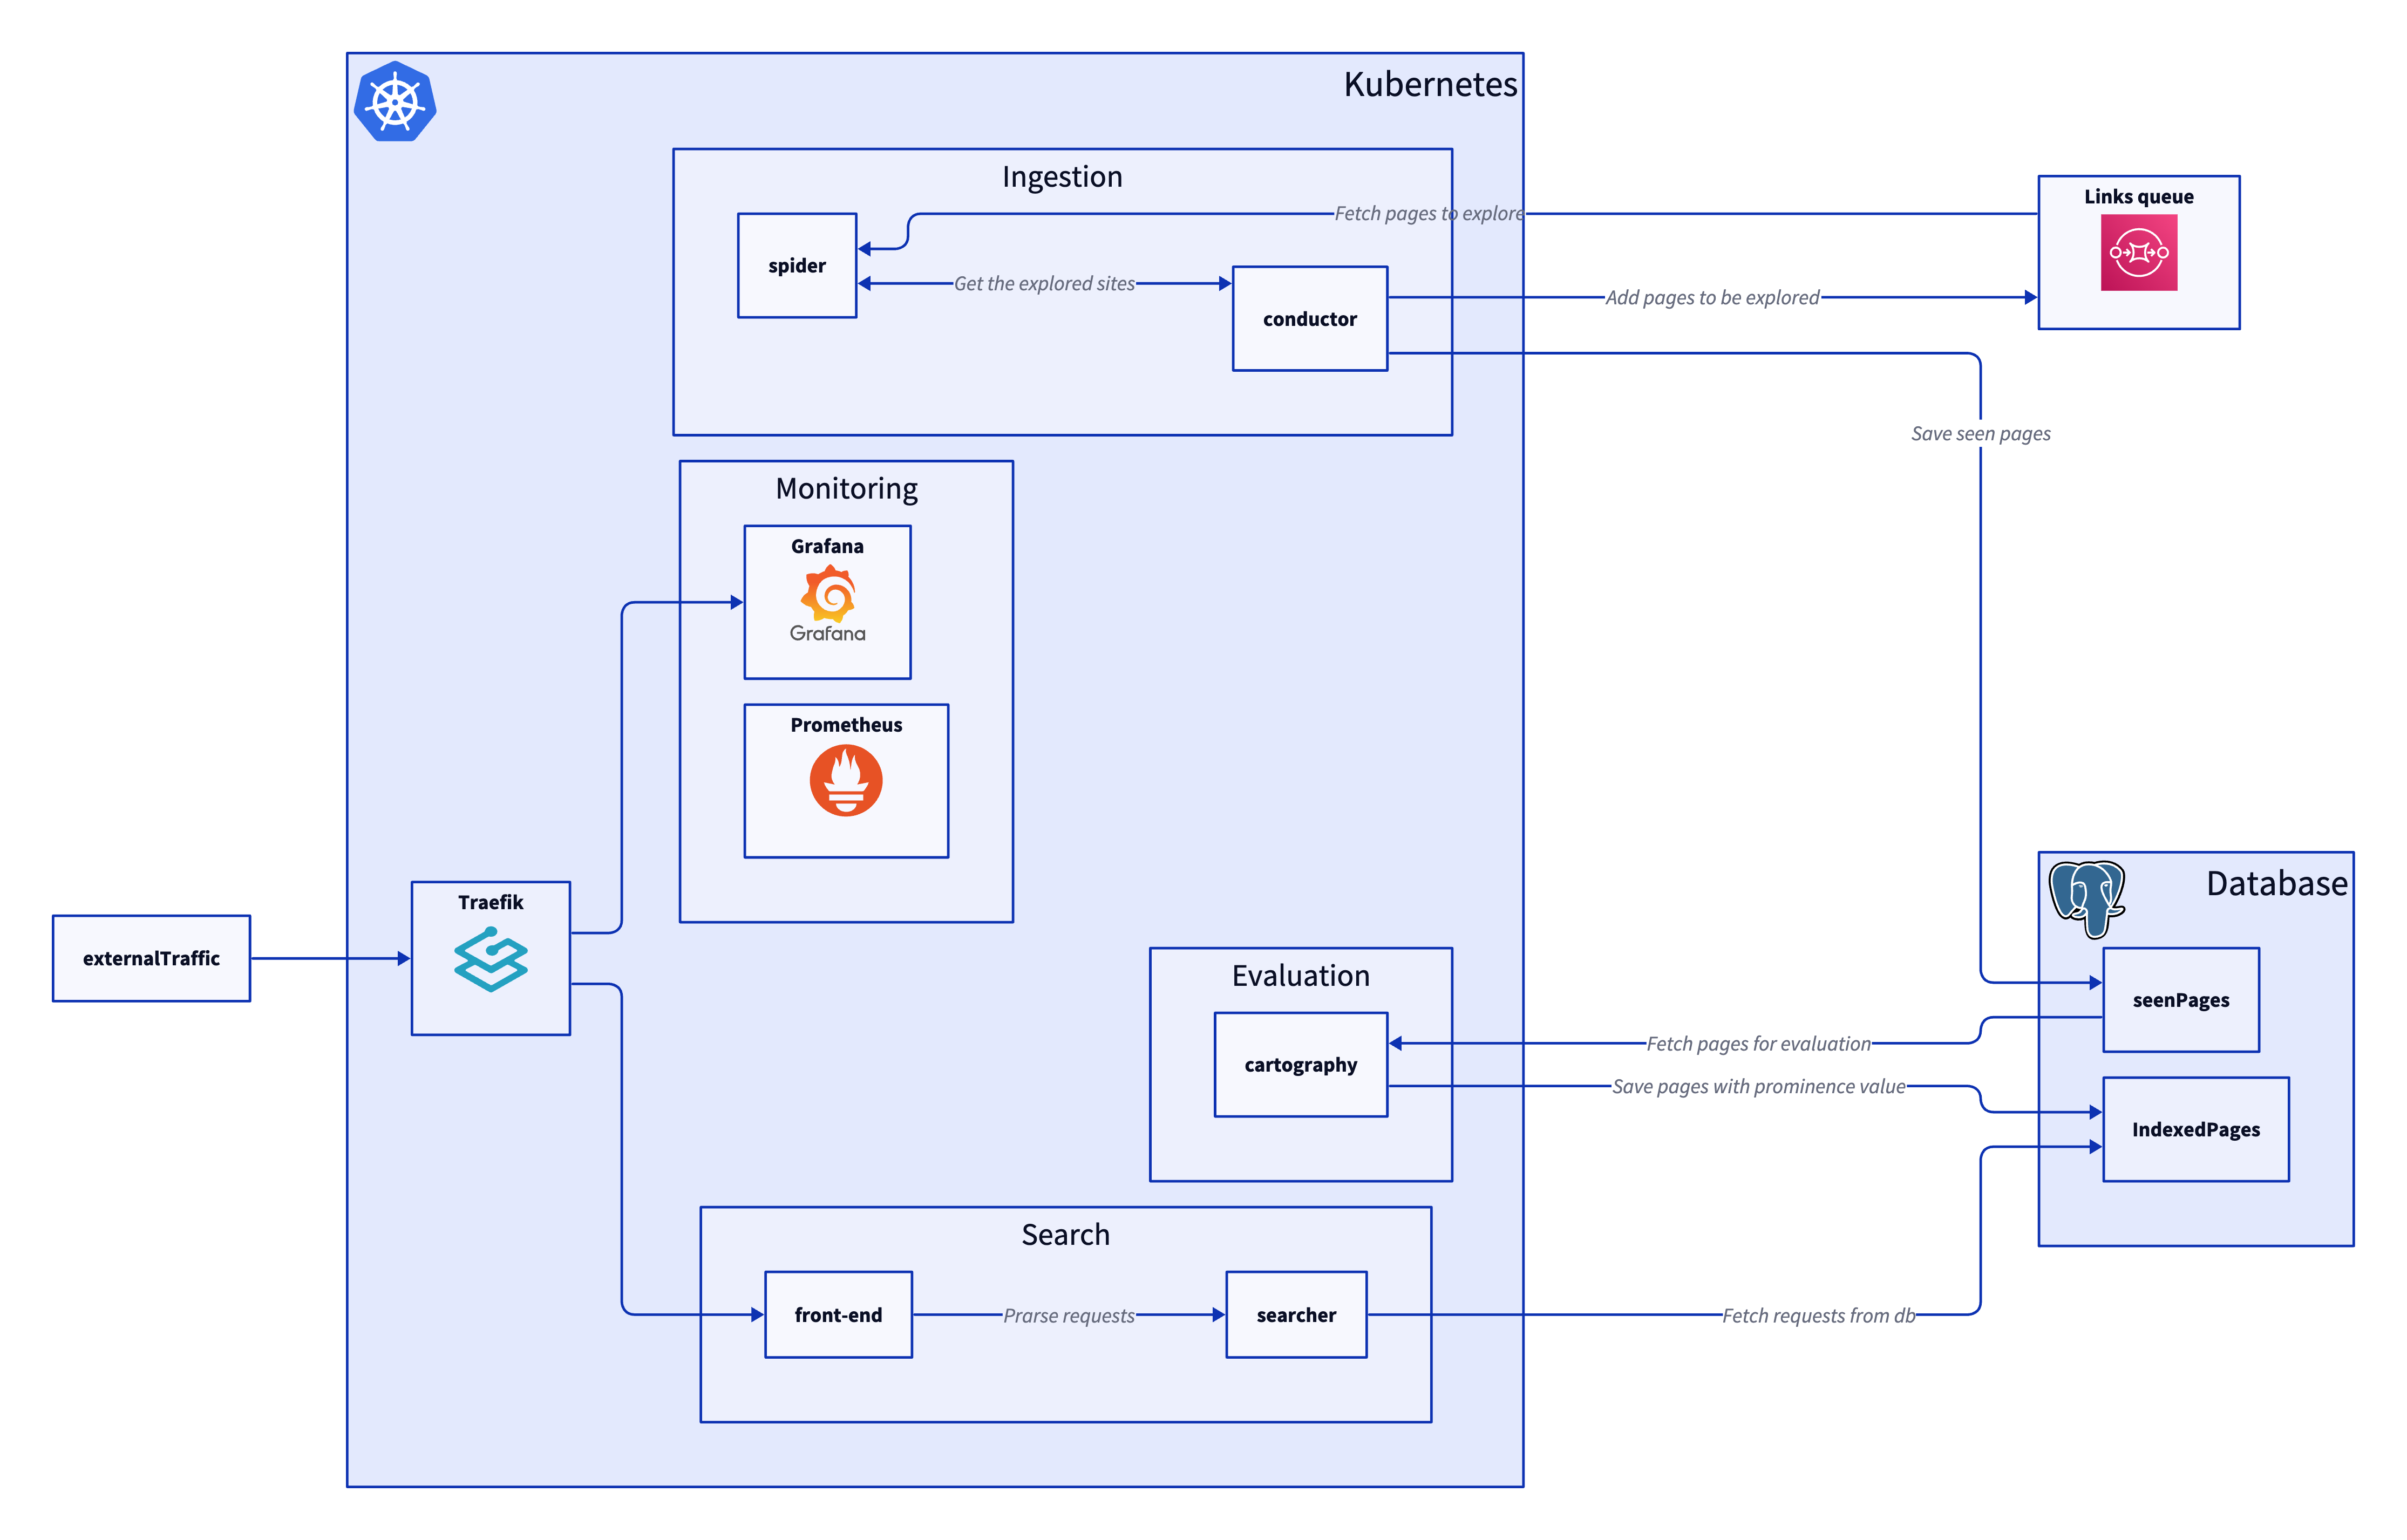 Kubernetes
Ingestion
Links queue
Fetch pages to explore
spider
Get the explored sites
Add pages to be explored
conductor
Save seen pages
Monitoring
Grafana
Grafana
Prometheus
Database
Traefik
externalTraffic
Evaluation
seenPages
Fetch pages for evaluation
cartography
Save pages with prominence value
IndexedPages
Search
front-end
Prarse requests
searcher
Fetch requests from db